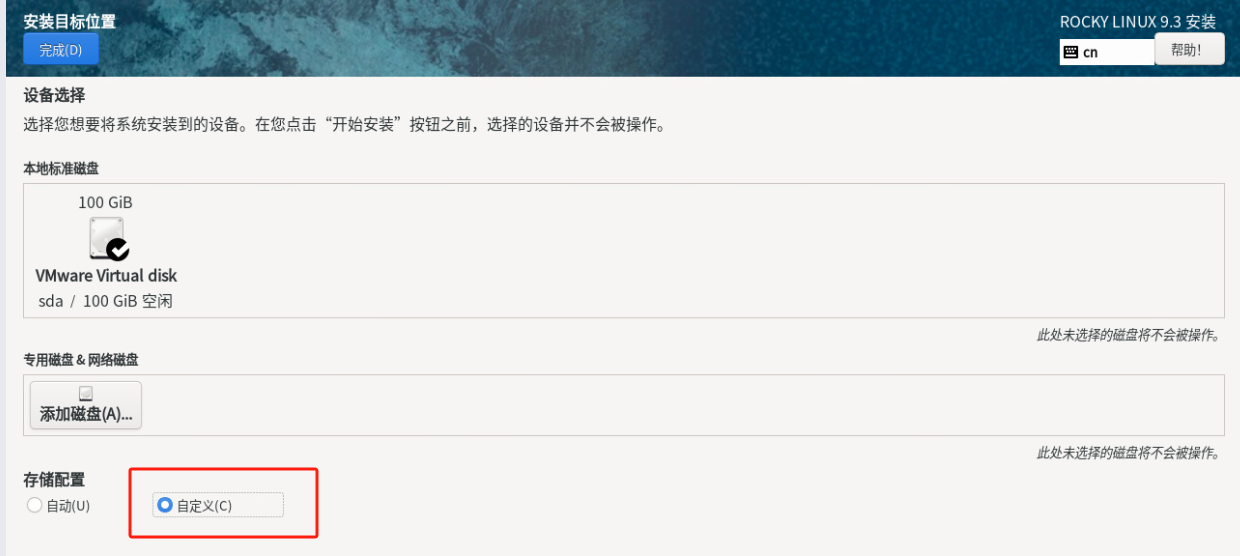 安装目标位置
ROCKY LINUX 9.3 安装
完成(D)
cn
帮助!
设备选择
选择您想要将系统安装到的设备。在您点击“开始安装”按钮之前，选择的设备并不会被操作。
本地标准磁盘
100 GiB
VMware Virtual disk
sda / 100 GiB 空闲
此处未选择的磁盘将不会被操作。
专用磁盘 & 网络磁盘
添加磁盘(A)...
此处未选择的磁盘将不会被操作。
存储配置
自动(U)
自定义(C)